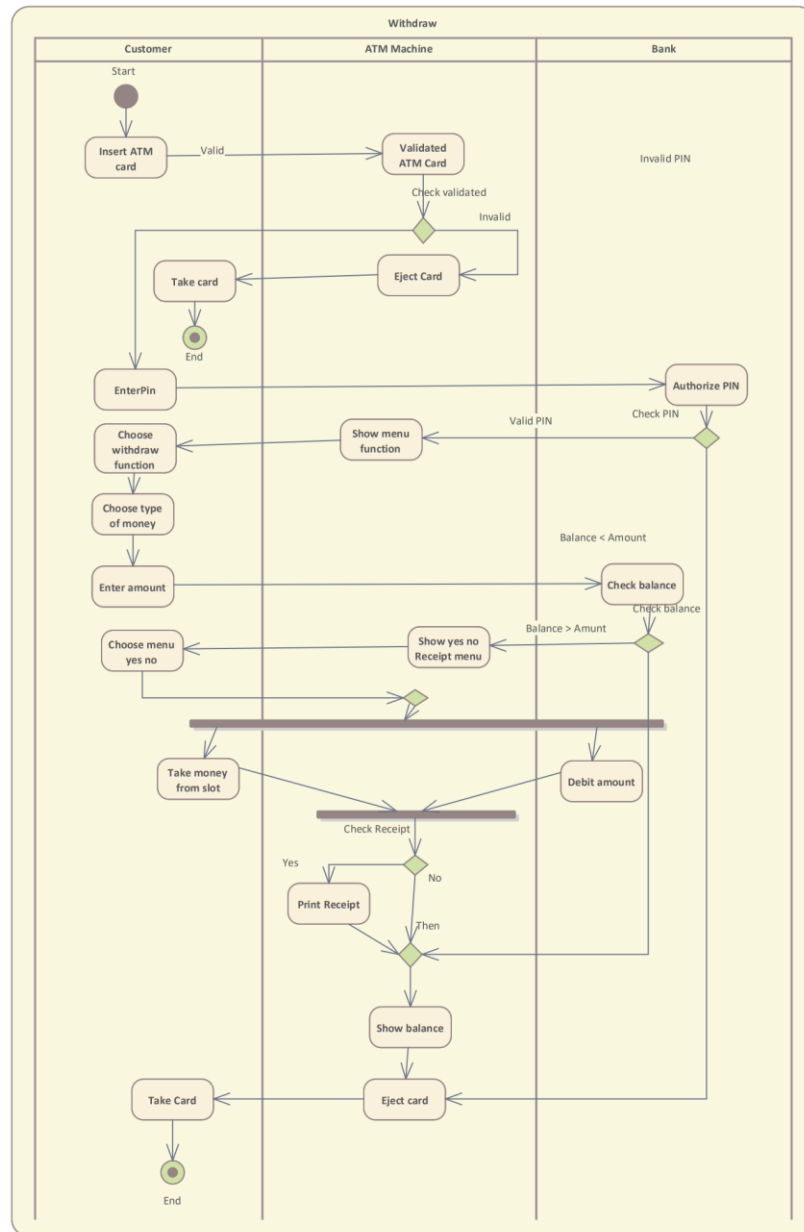 Withdraw
Customer
ATM Machine
Bank
Start
Insert ATM
card
Valid
Validated
ATM Card
Invalid PIN
Check validated
Invalid
Take card
Eject Card
End
EnterPin
Authorize PIN
Check PIN
Valid PIN
Choose
withdraw
function
Show menu
function
Choose type
of money
Balance < Amount
Enter amount
Check balance
Check balance
Balance > Amunt
Choose menu
yes no
Show yes no
Receipt menu
Take money
from slot
Debit amount
Check Receipt
Yes
No
Print Receipt
Then
Show balance
Take Card
Eject card
End